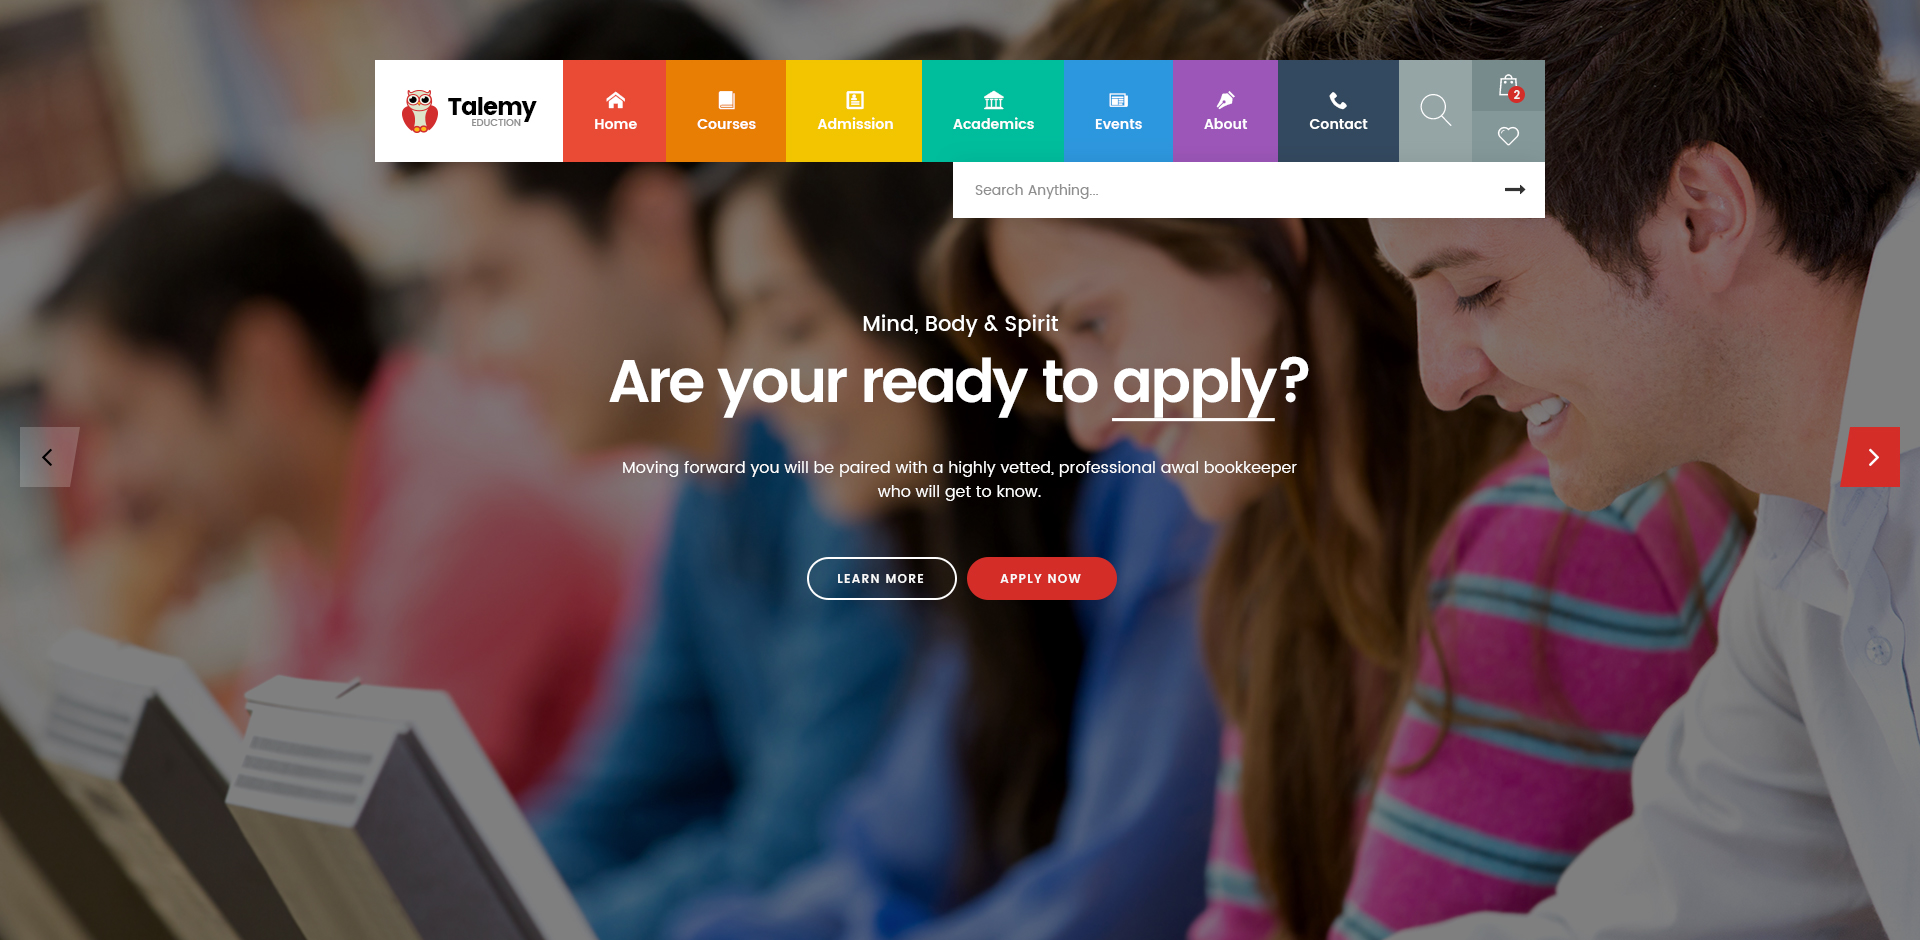 Talemy
EDUCTION
Home
Courses
Admission
Academics
Events
About
Contact
2
Search Anything...
Mind, Body & Spirit
Are your ready to apply?
Moving forward you will be paired with a highly vetted, professional awal bookkeeper
who will get to know.
LEARN MORE
APPLY NOW